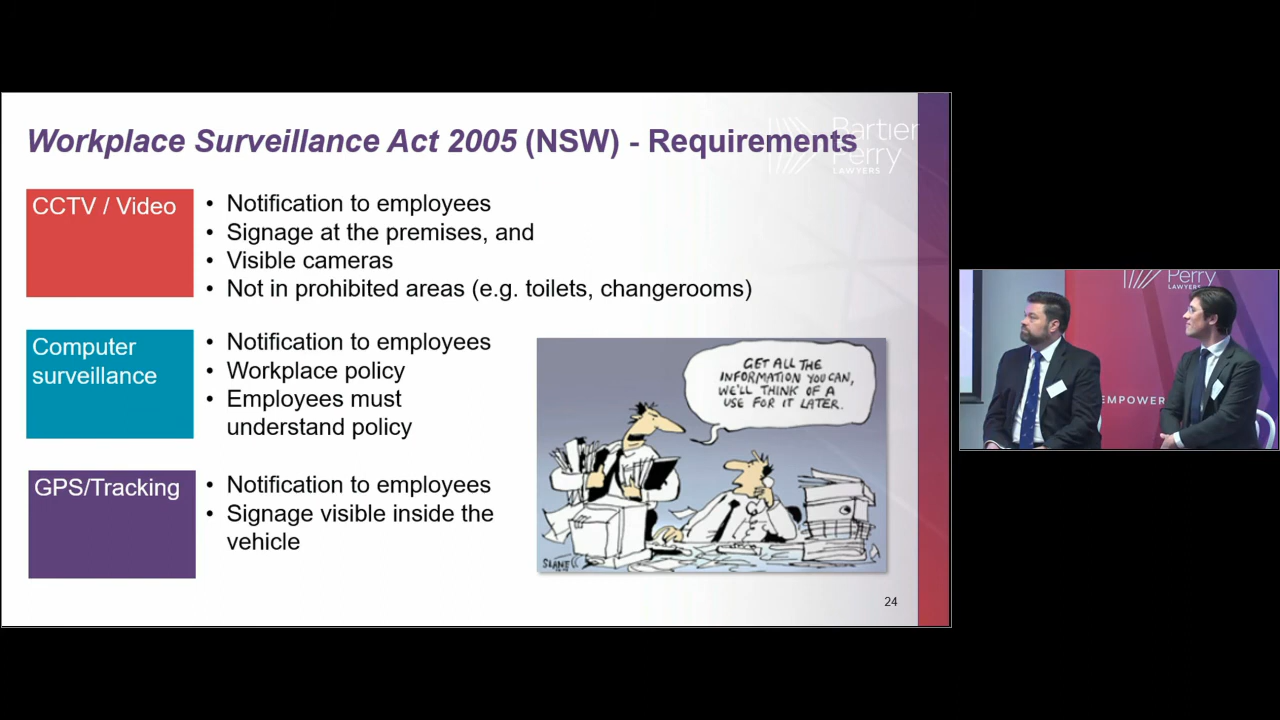 Workplace Surveillance Act 2005 (NSW) - Requirements
Bartier
Perry
LAWYERS
CCTV / Video
• Notification to employees
• Signage at the premises, and
• Visible cameras
• Not in prohibited areas (e.g. toilets, changerooms)
Computer
surveillance
• Notification to employees
• Workplace policy
• Employees must
understand policy
GPS/Tracking
• Notification to employees
• Signage visible inside the
vehicle
GET ALL THE
INFORMATION YOU CAN,
WE'LL THINK OF A
USE FOR IT LATER.
SLANE
24
Perry
LAWYERS
EMPOWER